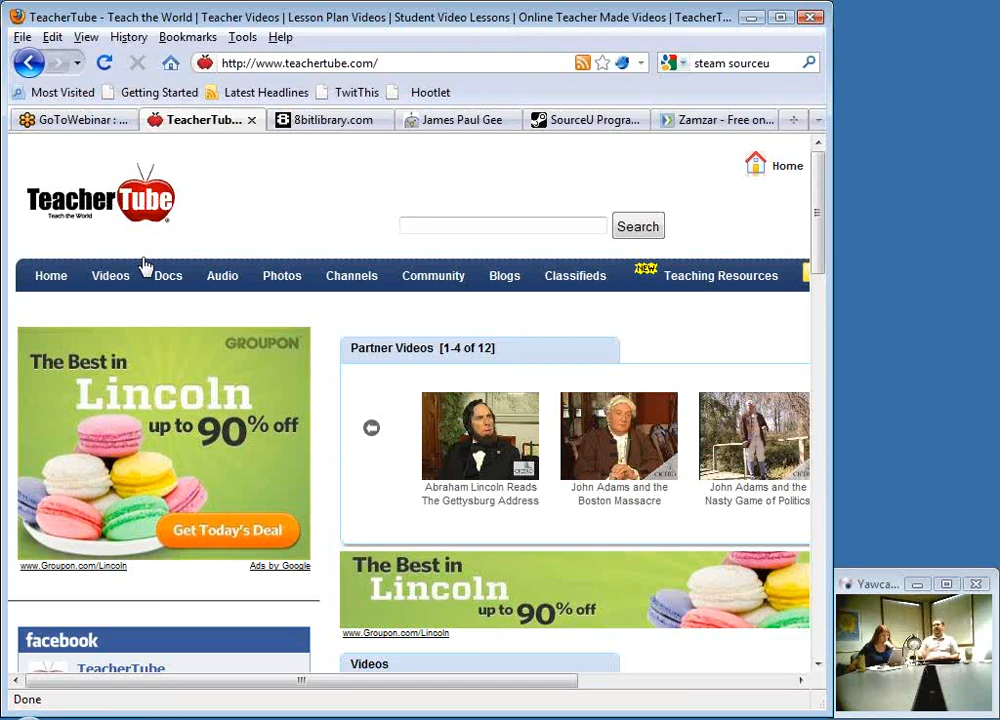 TeacherTube - Teach the World | Teacher Videos | Lesson Plan Videos | Student Video Lessons | Online Teacher Made Videos | TeacherT...
File Edit View History Bookmarks Tools Help
http://www.teachertube.com/
steam sourceu
Most Visited Getting Started Latest Headlines TwitThis Hootlet
GoToWebinar : ... TeacherTub... 8bitlibrary.com James Paul Gee SourceU Progra... Zamzar - Free on...
Home
TeacherTube
Teach the World
Search
Home Videos Docs Audio Photos Channels Community Blogs Classifieds NEW Teaching Resources
GROUPON
The Best in
Lincoln
up to 90% off
Get Today's Deal
www.Groupon.com/Lincoln Ads by Google
Partner Videos [1-4 of 12]
Abraham Lincoln Reads
The Gettysburg Address
John Adams and the
Boston Massacre
John Adams and the
Nasty Game of Politics
The Best in
Lincoln
up to 90% off
www.Groupon.com/Lincoln
facebook
TeacherTube
Videos
Done
Yawca...